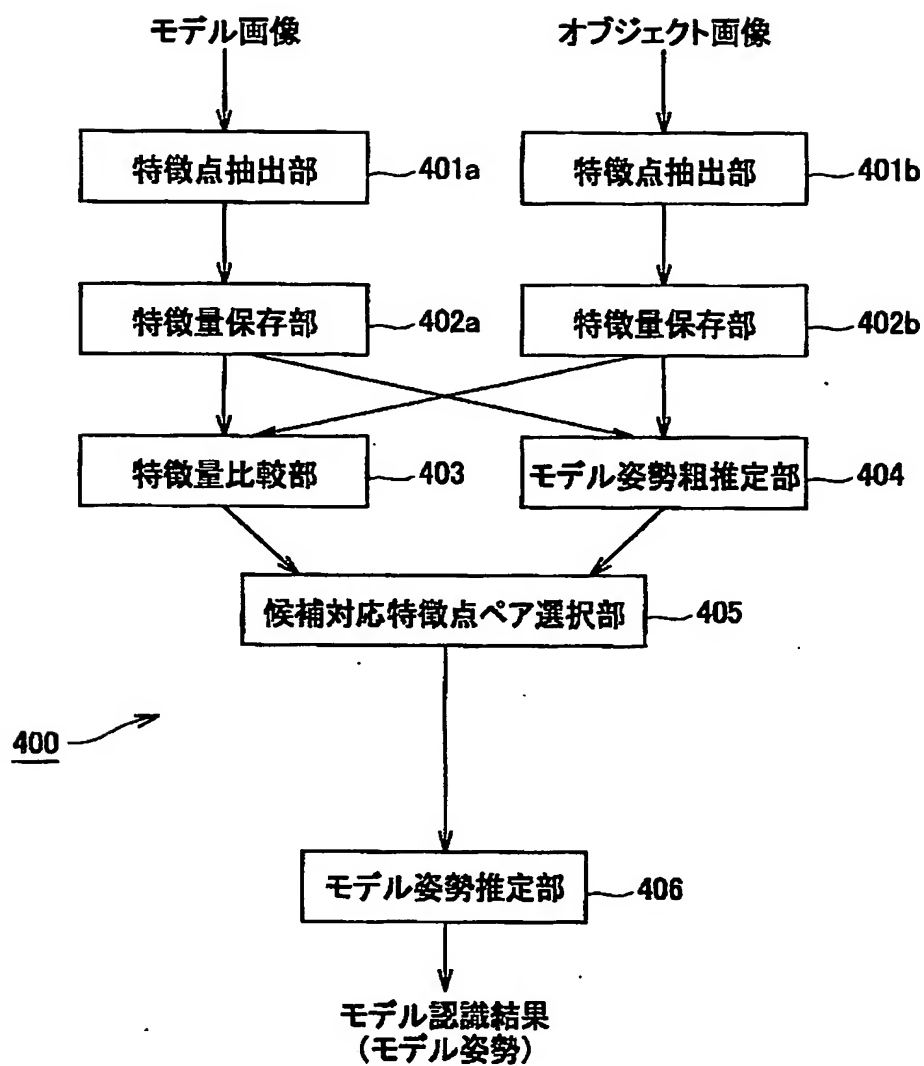 モデル画像
オブジェクト画像
特徴点抽出部
401a
特徴点抽出部
401b
特徴量保存部
402a
特徴量保存部
402b
特徴量比較部
403
モデル姿勢粗推定部
404
候補対応特徴点ペア選択部
405
400
モデル姿勢推定部
406
モデル認識結果
(モデル姿勢)